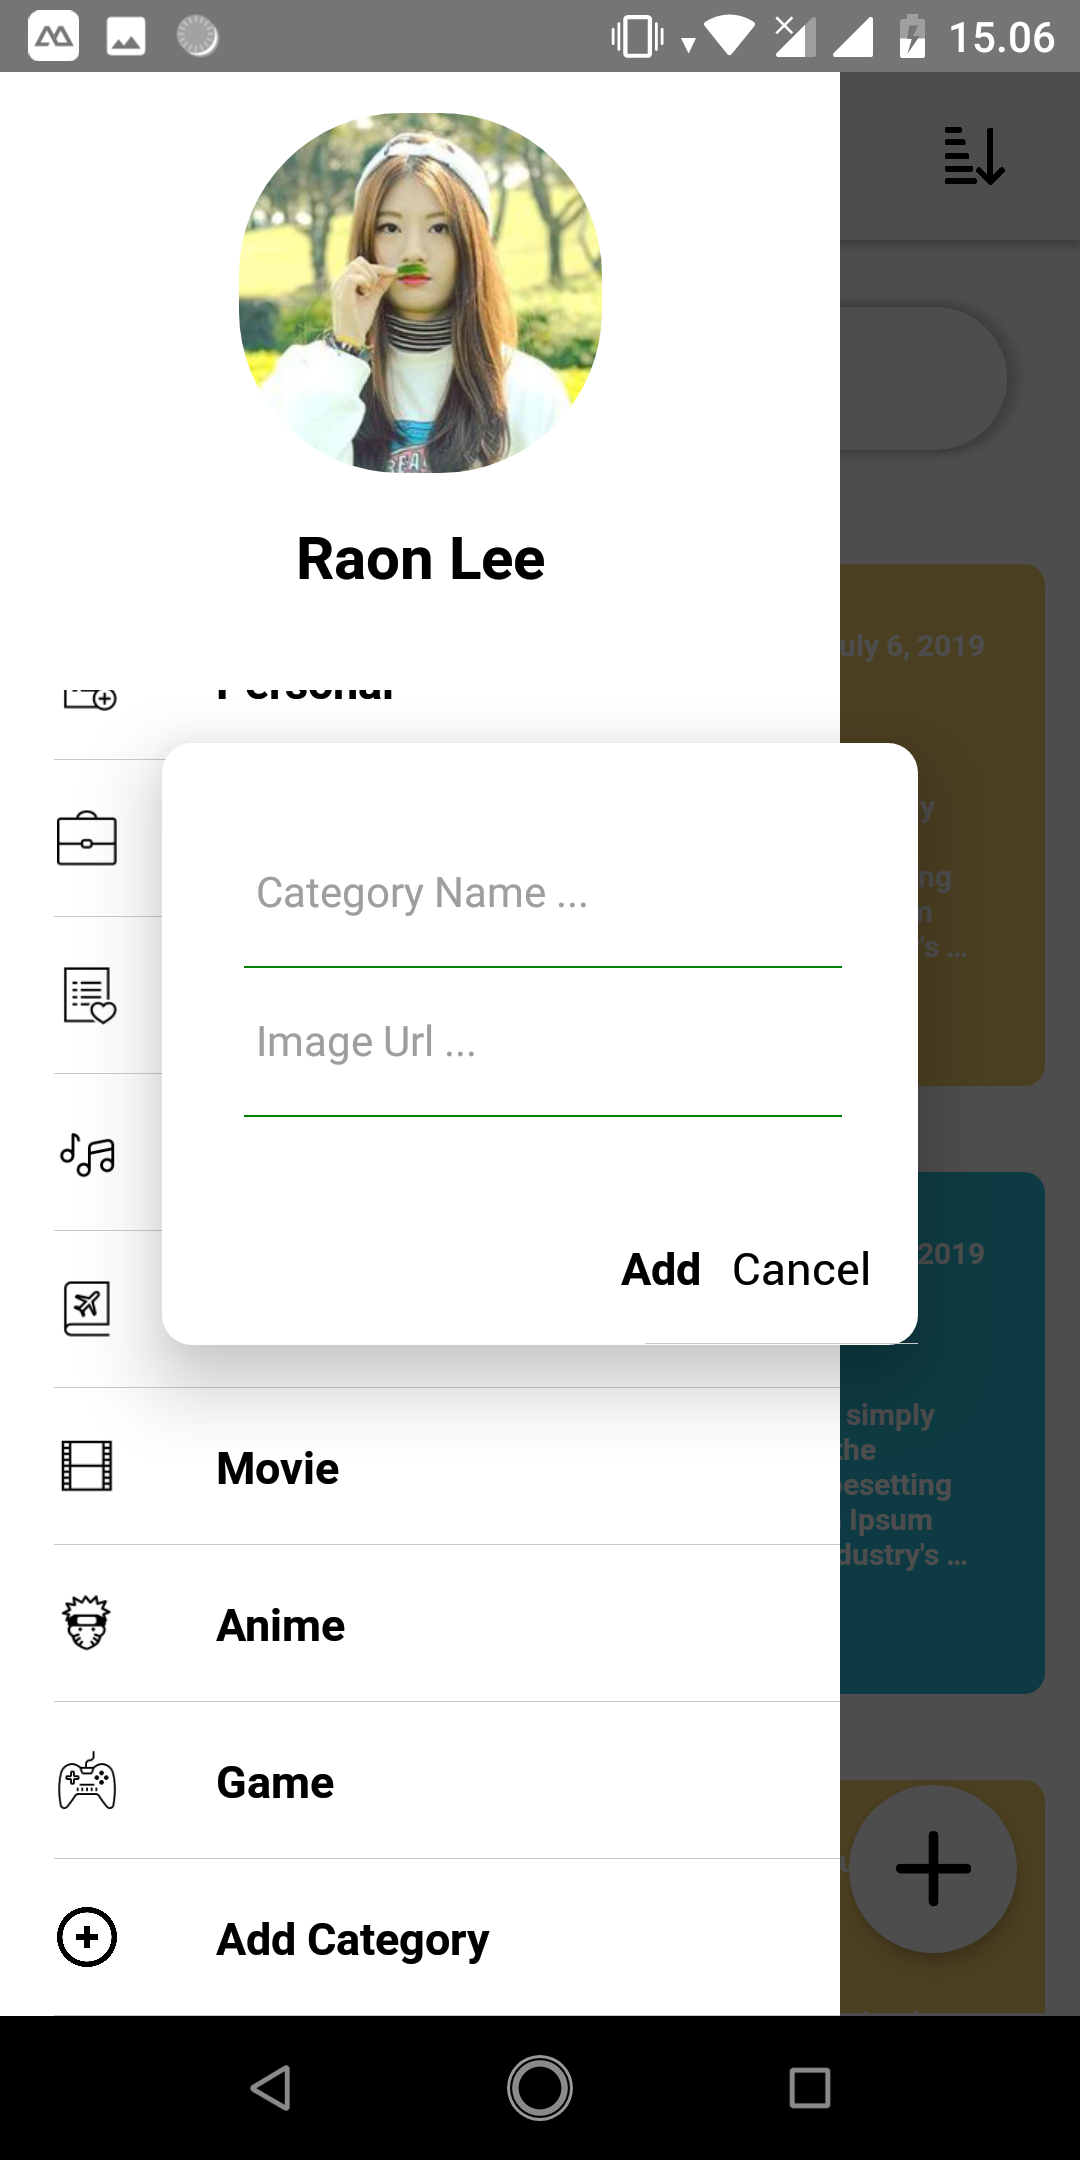 15.06
Raon Lee
uly 6, 2019
Personal
y
Category Name ...
ng
m
's ...
Image Url ...
Add Cancel
2019
simply
the
esetting
Ipsum
dustry's ...
Movie
Anime
Game
Add Category